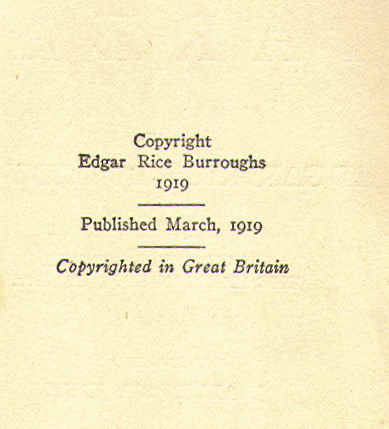 Copyright
Edgar Rice Burroughs
1919
Published March, 1919
Copyrighted in Great Britain